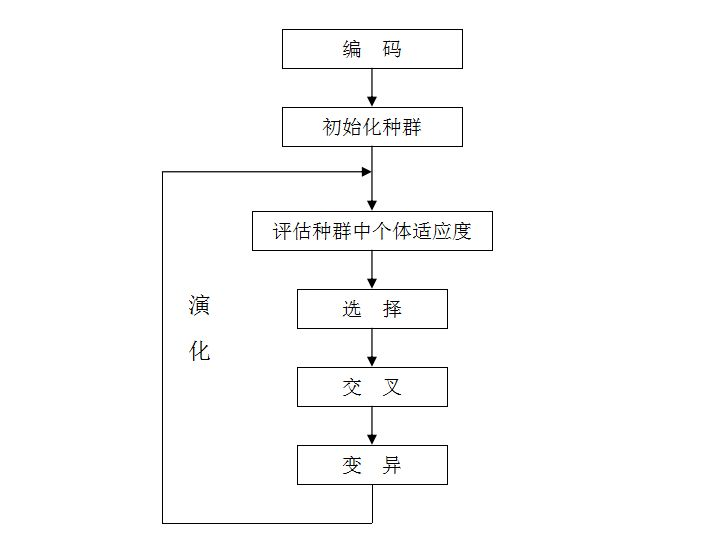 编 码
初始化种群
评估种群中个体适应度
选 择
交 叉
变 异
演
化